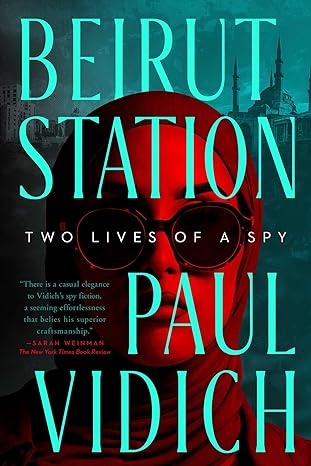 BEIRUT
STATION
TWO LIVES OF A SPY
"There is a casual elegance
to Vidich's spy fiction,
a seeming effortlessness
that belies his superior
craftsmanship."
—SARAH WEINMAN
The New York Times Book Review
PAUL
VIDICH